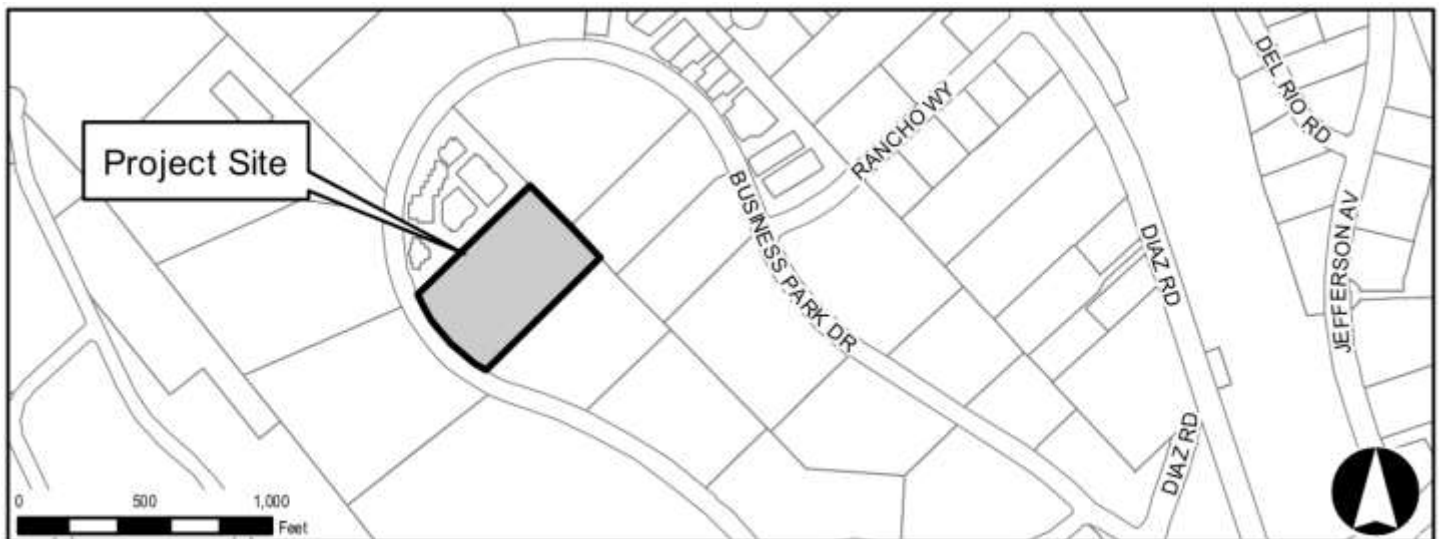 Project Site
DEL RIO RD
RANCHO WY
BUSINESS PARK DR
DIAZ RD
JEFFERSON AV
DIAZ RD
0 500 1,000
Feet